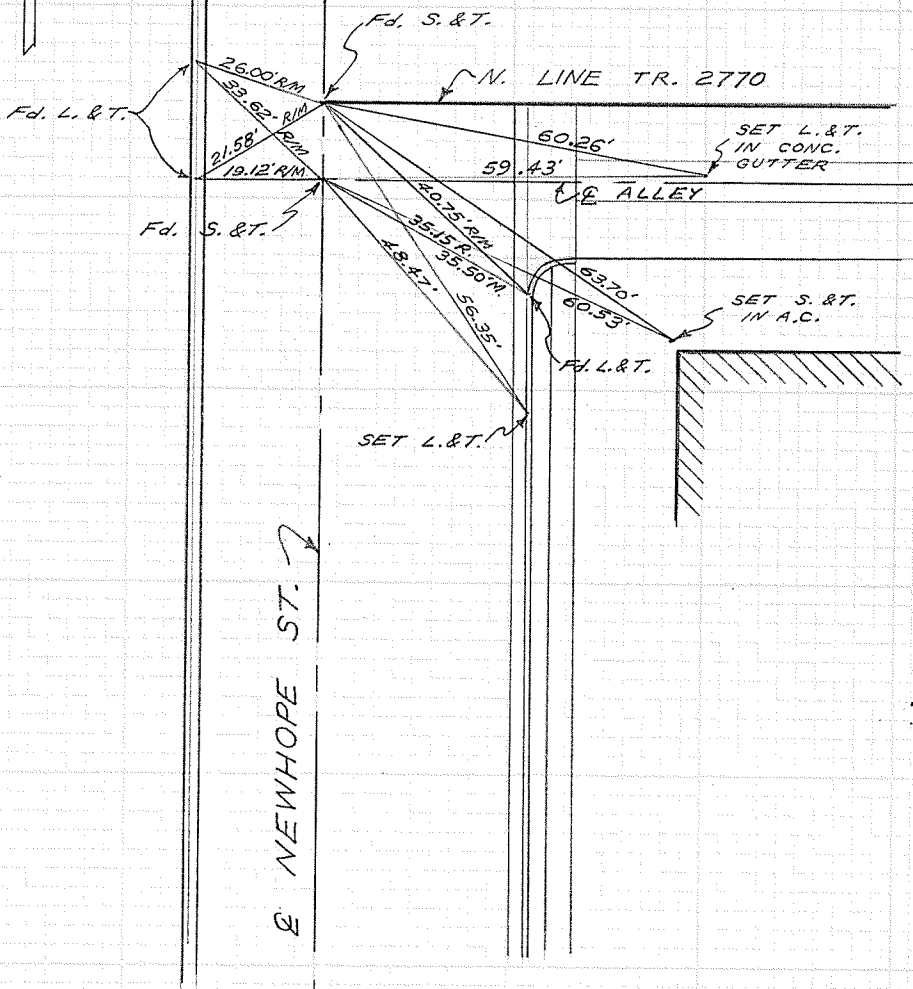 Fd. S. & T.
26.00 R/M
N. LINE TR. 2770
33.62' R/M
Fd. L. & T.
60.26'
SET L. & T.
IN CONC.
GUTTER
21.58' R/M
59.43'
19.12' R/M
℄ ALLEY
40.75' R/M
Fd. S. & T.
35.15 R.
35.50' M.
48.47'
56.35'
63.70'
60.53'
SET S. & T.
IN A.C.
Fd. L. & T.
SET L. & T.
℄ NEWHOPE ST.